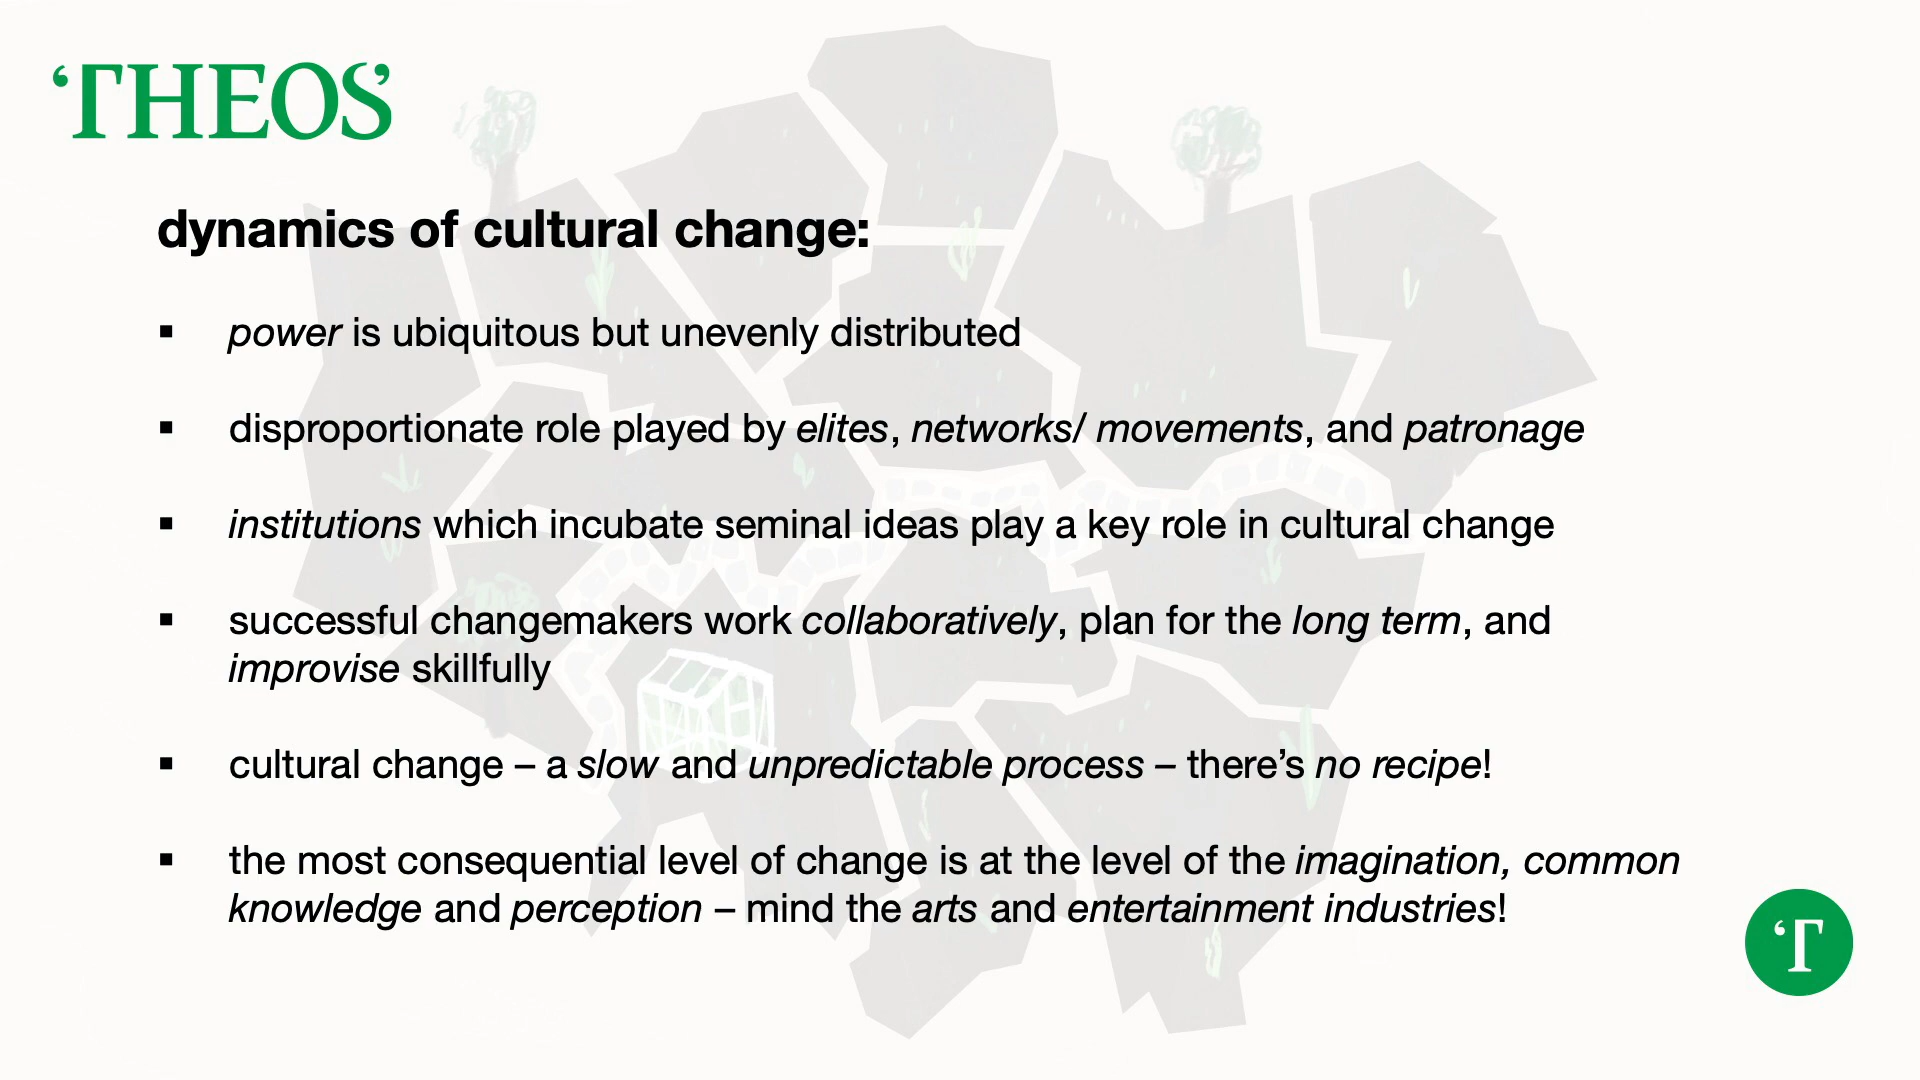 ‘THEOS’
dynamics of cultural change:
▪ power is ubiquitous but unevenly distributed
▪ disproportionate role played by elites, networks/ movements, and patronage
▪ institutions which incubate seminal ideas play a key role in cultural change
▪ successful changemakers work collaboratively, plan for the long term, and
improvise skillfully
▪ cultural change – a slow and unpredictable process – there’s no recipe!
▪ the most consequential level of change is at the level of the imagination, common
knowledge and perception – mind the arts and entertainment industries!
‘T